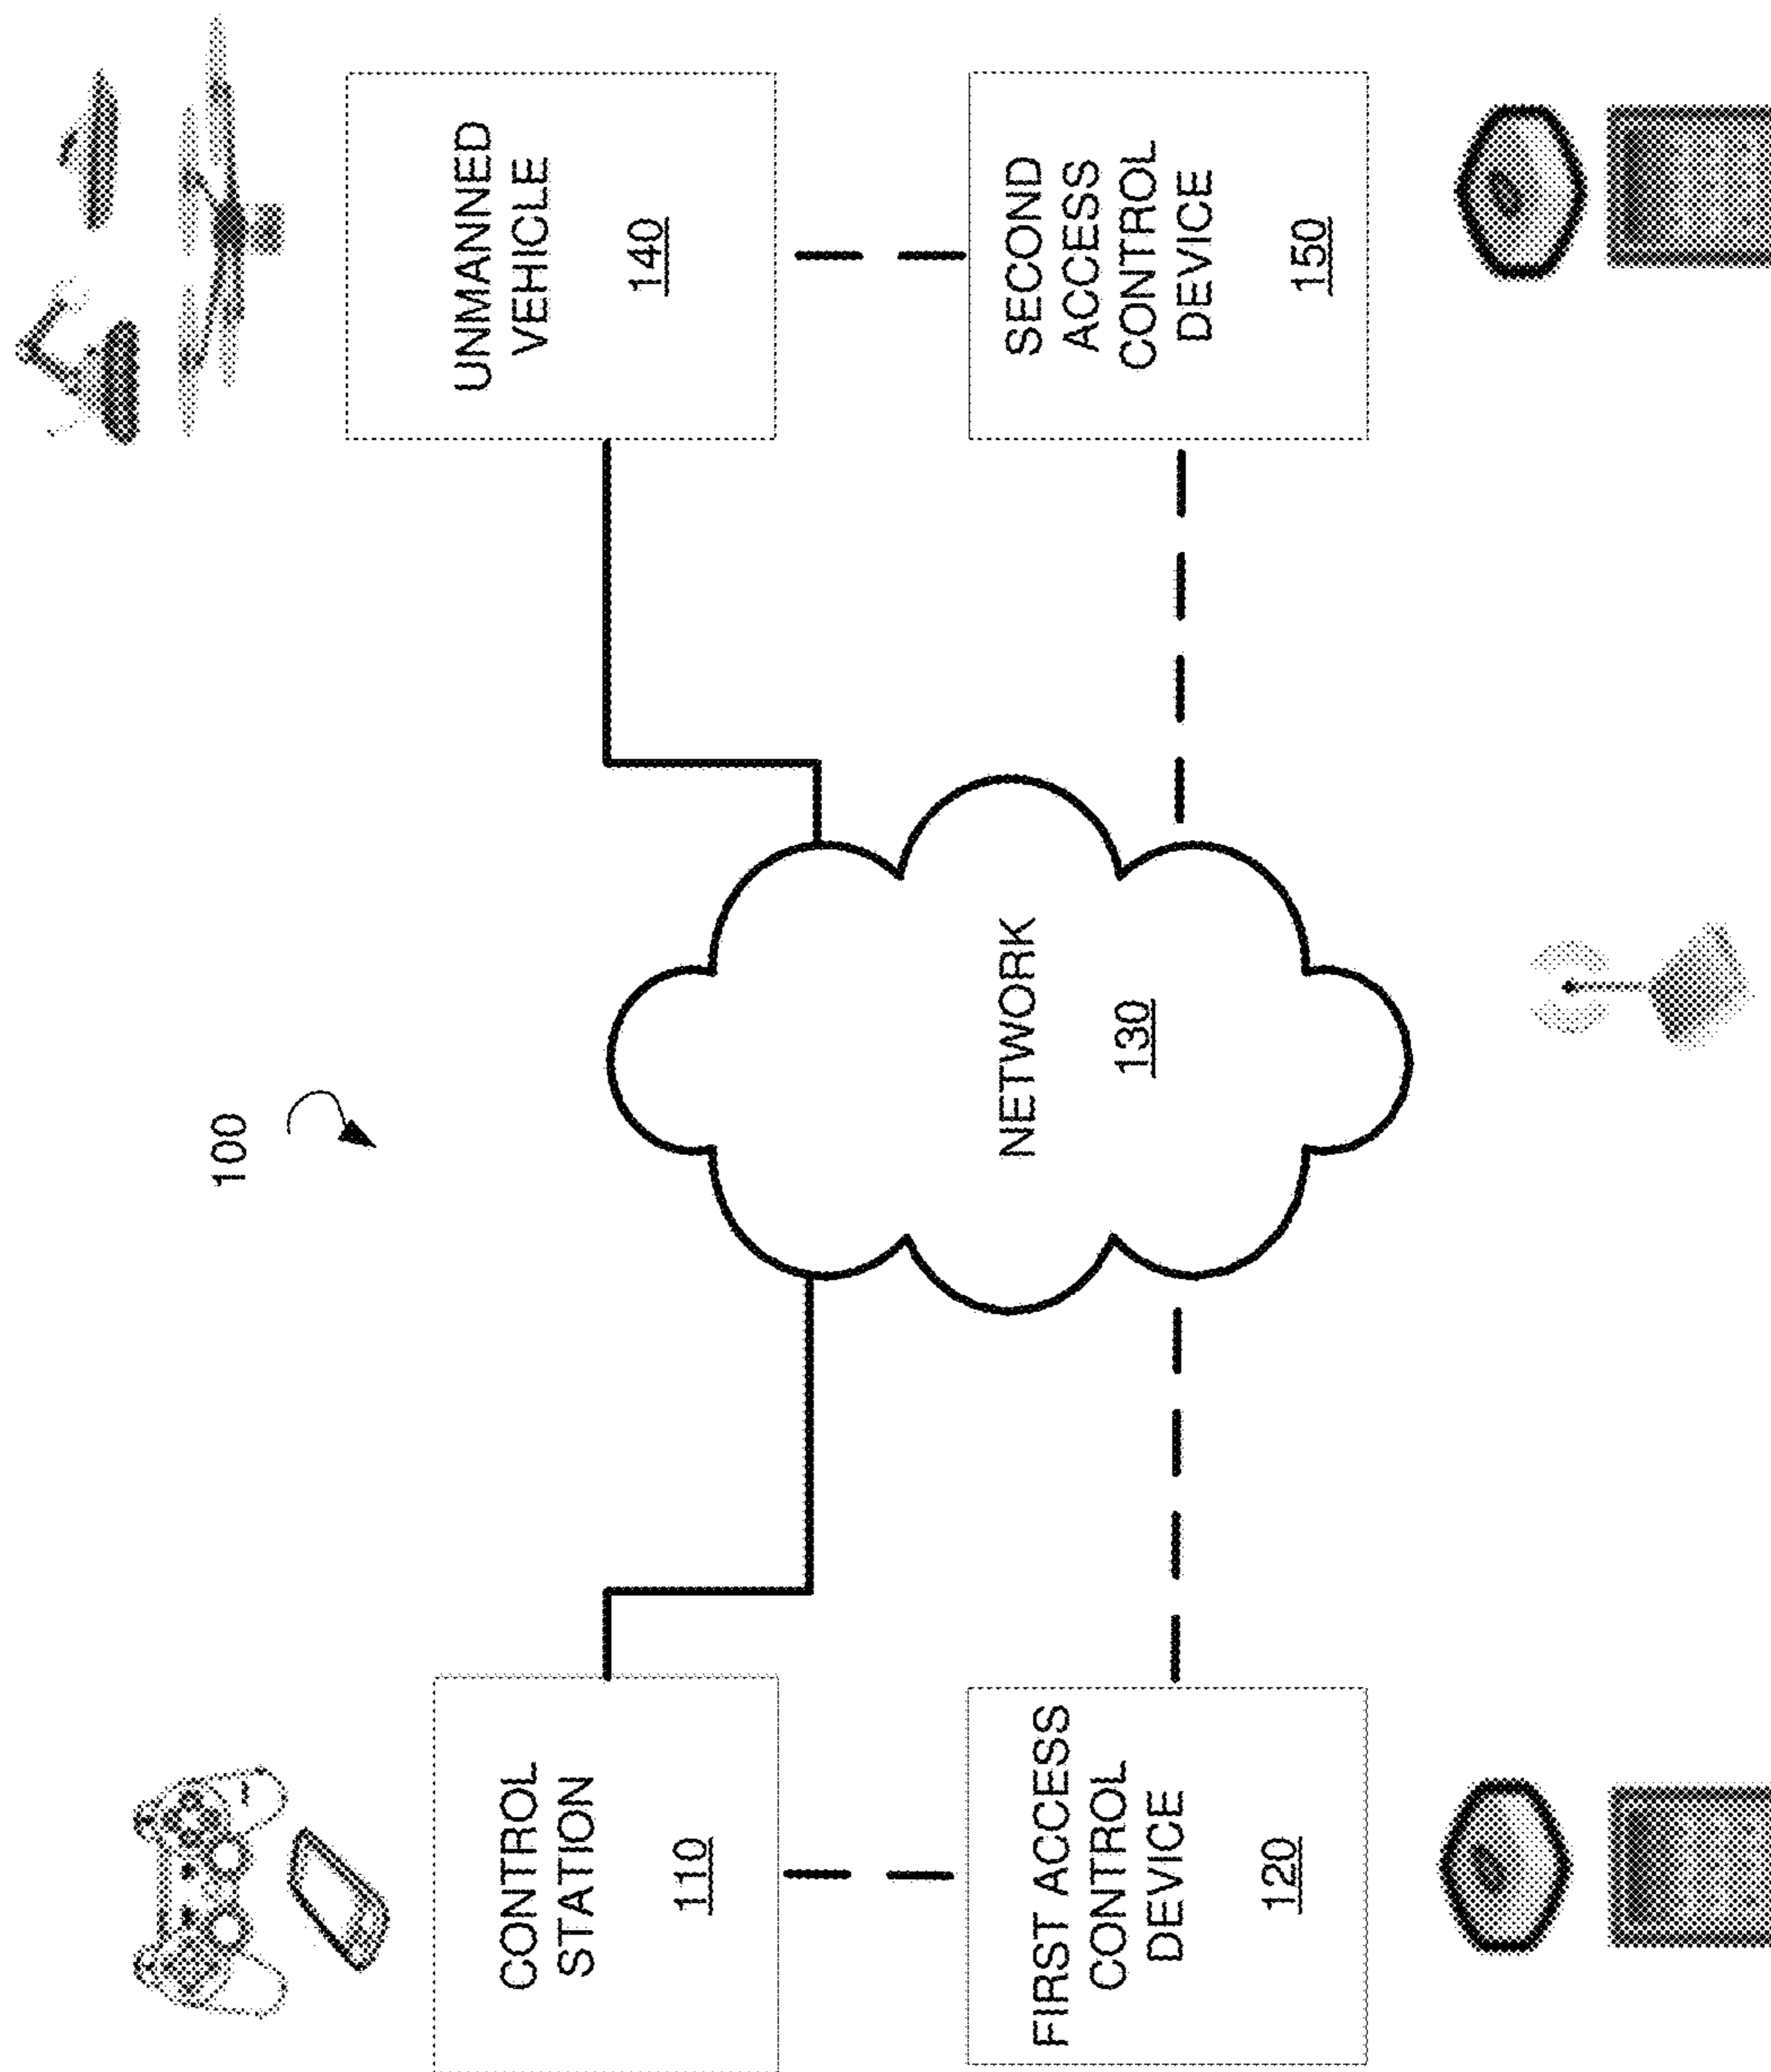 100
CONTROL
STATION
110
UNMANNED
VEHICLE
140
NETWORK
130
FIRST ACCESS
CONTROL
DEVICE
120
SECOND
ACCESS
CONTROL
DEVICE
150